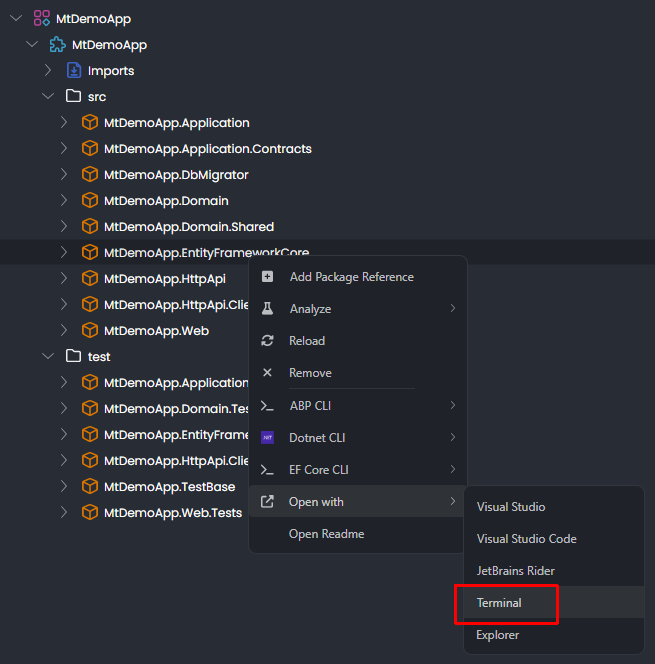 MtDemoApp
MtDemoApp
Imports
src
MtDemoApp.Application
MtDemoApp.Application.Contracts
MtDemoApp.DbMigrator
MtDemoApp.Domain
MtDemoApp.Domain.Shared
MtDemoApp.EntityFrameworkCore
MtDemoApp.HttpApi
MtDemoApp.HttpApi.Clie
MtDemoApp.Web
test
MtDemoApp.Application
MtDemoApp.Domain.Tes
MtDemoApp.EntityFrame
MtDemoApp.HttpApi.Clie
MtDemoApp.TestBase
MtDemoApp.Web.Tests
Add Package Reference
Analyze
Reload
Remove
ABP CLI
.NET Dotnet CLI
EF Core CLI
Open with
Open Readme
Visual Studio
Visual Studio Code
JetBrains Rider
Terminal
Explorer